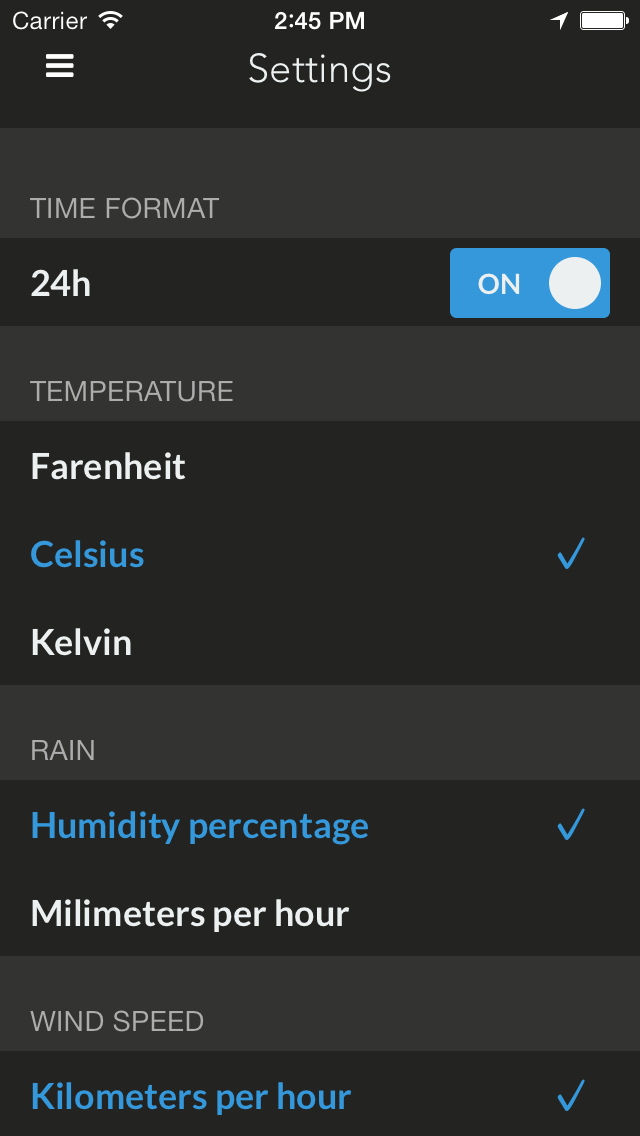 Carrier 2:45 PM
Settings
TIME FORMAT
24h ON
TEMPERATURE
Farenheit
Celsius
Kelvin
RAIN
Humidity percentage
Milimeters per hour
WIND SPEED
Kilometers per hour